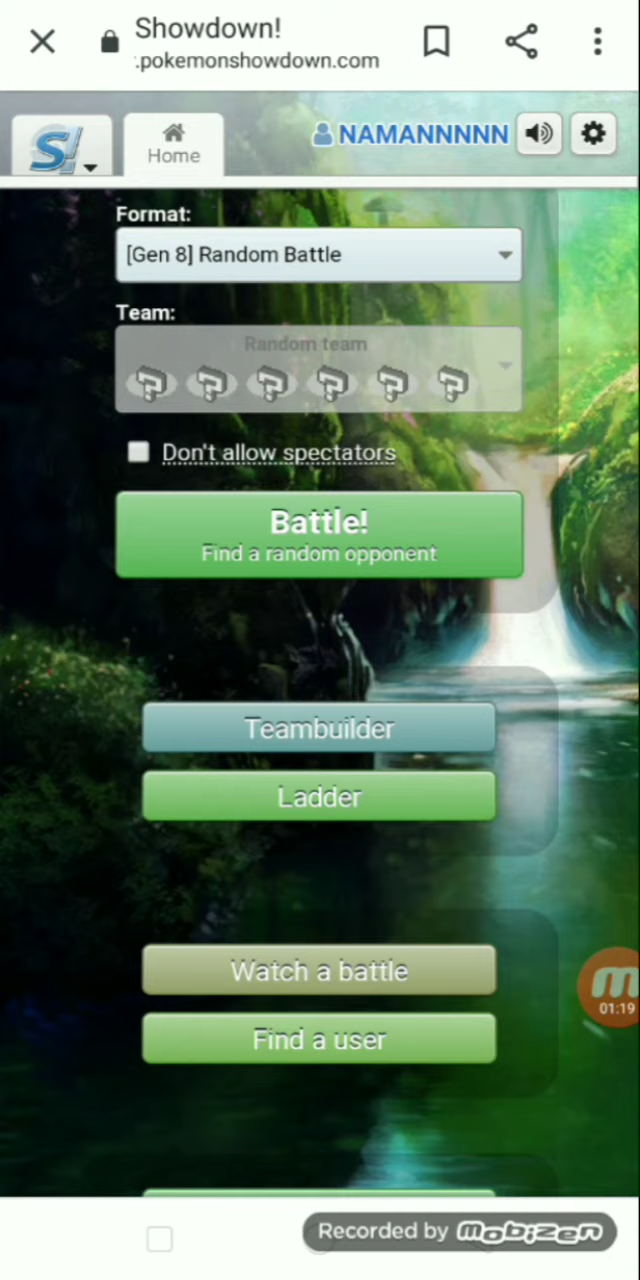 Showdown!
:.pokemonshowdown.com
S!
Home
NAMANNNNN
Format:
[Gen 8] Random Battle
Team:
Random team
? ? ? ? ? ?
Don't allow spectators
Battle!
Find a random opponent
Teambuilder
Ladder
Watch a battle
Find a user
m
01:19
Recorded by mobizen